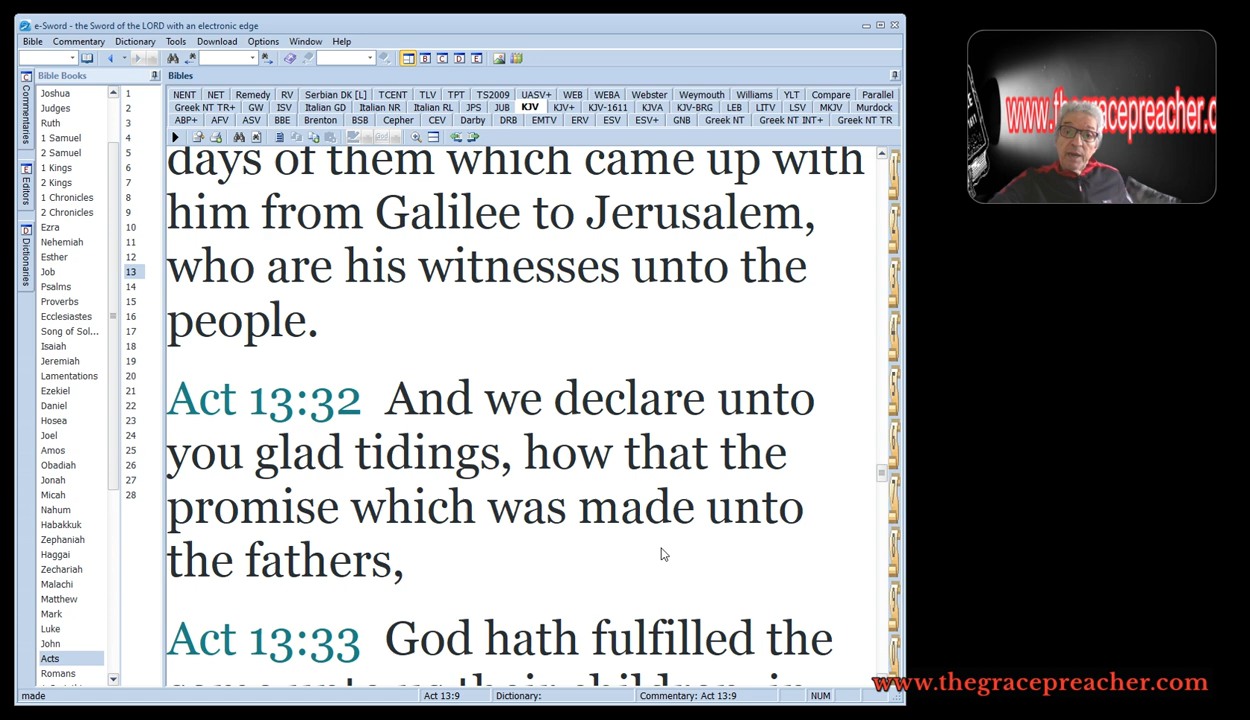 e-Sword - the Sword of the LORD with an electronic edge
Bible Commentary Dictionary Tools Download Options Window Help
Bible Books
Bibles
Commentaries
Editors
Dictionaries
Joshua
Judges
Ruth
1 Samuel
2 Samuel
1 Kings
2 Kings
1 Chronicles
2 Chronicles
Ezra
Nehemiah
Esther
Job
Psalms
Proverbs
Ecclesiastes
Song of Sol...
Isaiah
Jeremiah
Lamentations
Ezekiel
Daniel
Hosea
Joel
Amos
Obadiah
Jonah
Micah
Nahum
Habakkuk
Zephaniah
Haggai
Zechariah
Malachi
Matthew
Mark
Luke
John
Acts
Romans
1
2
3
4
5
6
7
8
9
10
11
12
13
14
15
16
17
18
19
20
21
22
23
24
25
26
27
28
NENT NET Remedy RV Serbian DK [L] TCENT TLV TPT TS2009 UASV+ WEB WEBA Webster Weymouth Williams YLT Compare Parallel
Greek NT TR+ GW ISV Italian GD Italian NR Italian RL JPS JUB KJV KJV+ KJV-1611 KJVA KJV-BRG LEB LITV LSV MKJV Murdock
ABP+ AFV ASV BBE Brenton BSB Cepher CEV Darby DRB EMTV ERV ESV ESV+ GNB Greek NT Greek NT INT+ Greek NT TR
days of them which came up with
him from Galilee to Jerusalem,
who are his witnesses unto the
people.
Act 13:32 And we declare unto
you glad tidings, how that the
promise which was made unto
the fathers,
Act 13:33 God hath fulfilled the
made Act 13:9 Dictionary: Commentary: Act 13:9 NUM
www.thegracepreacher.c
www.thegracepreacher.com